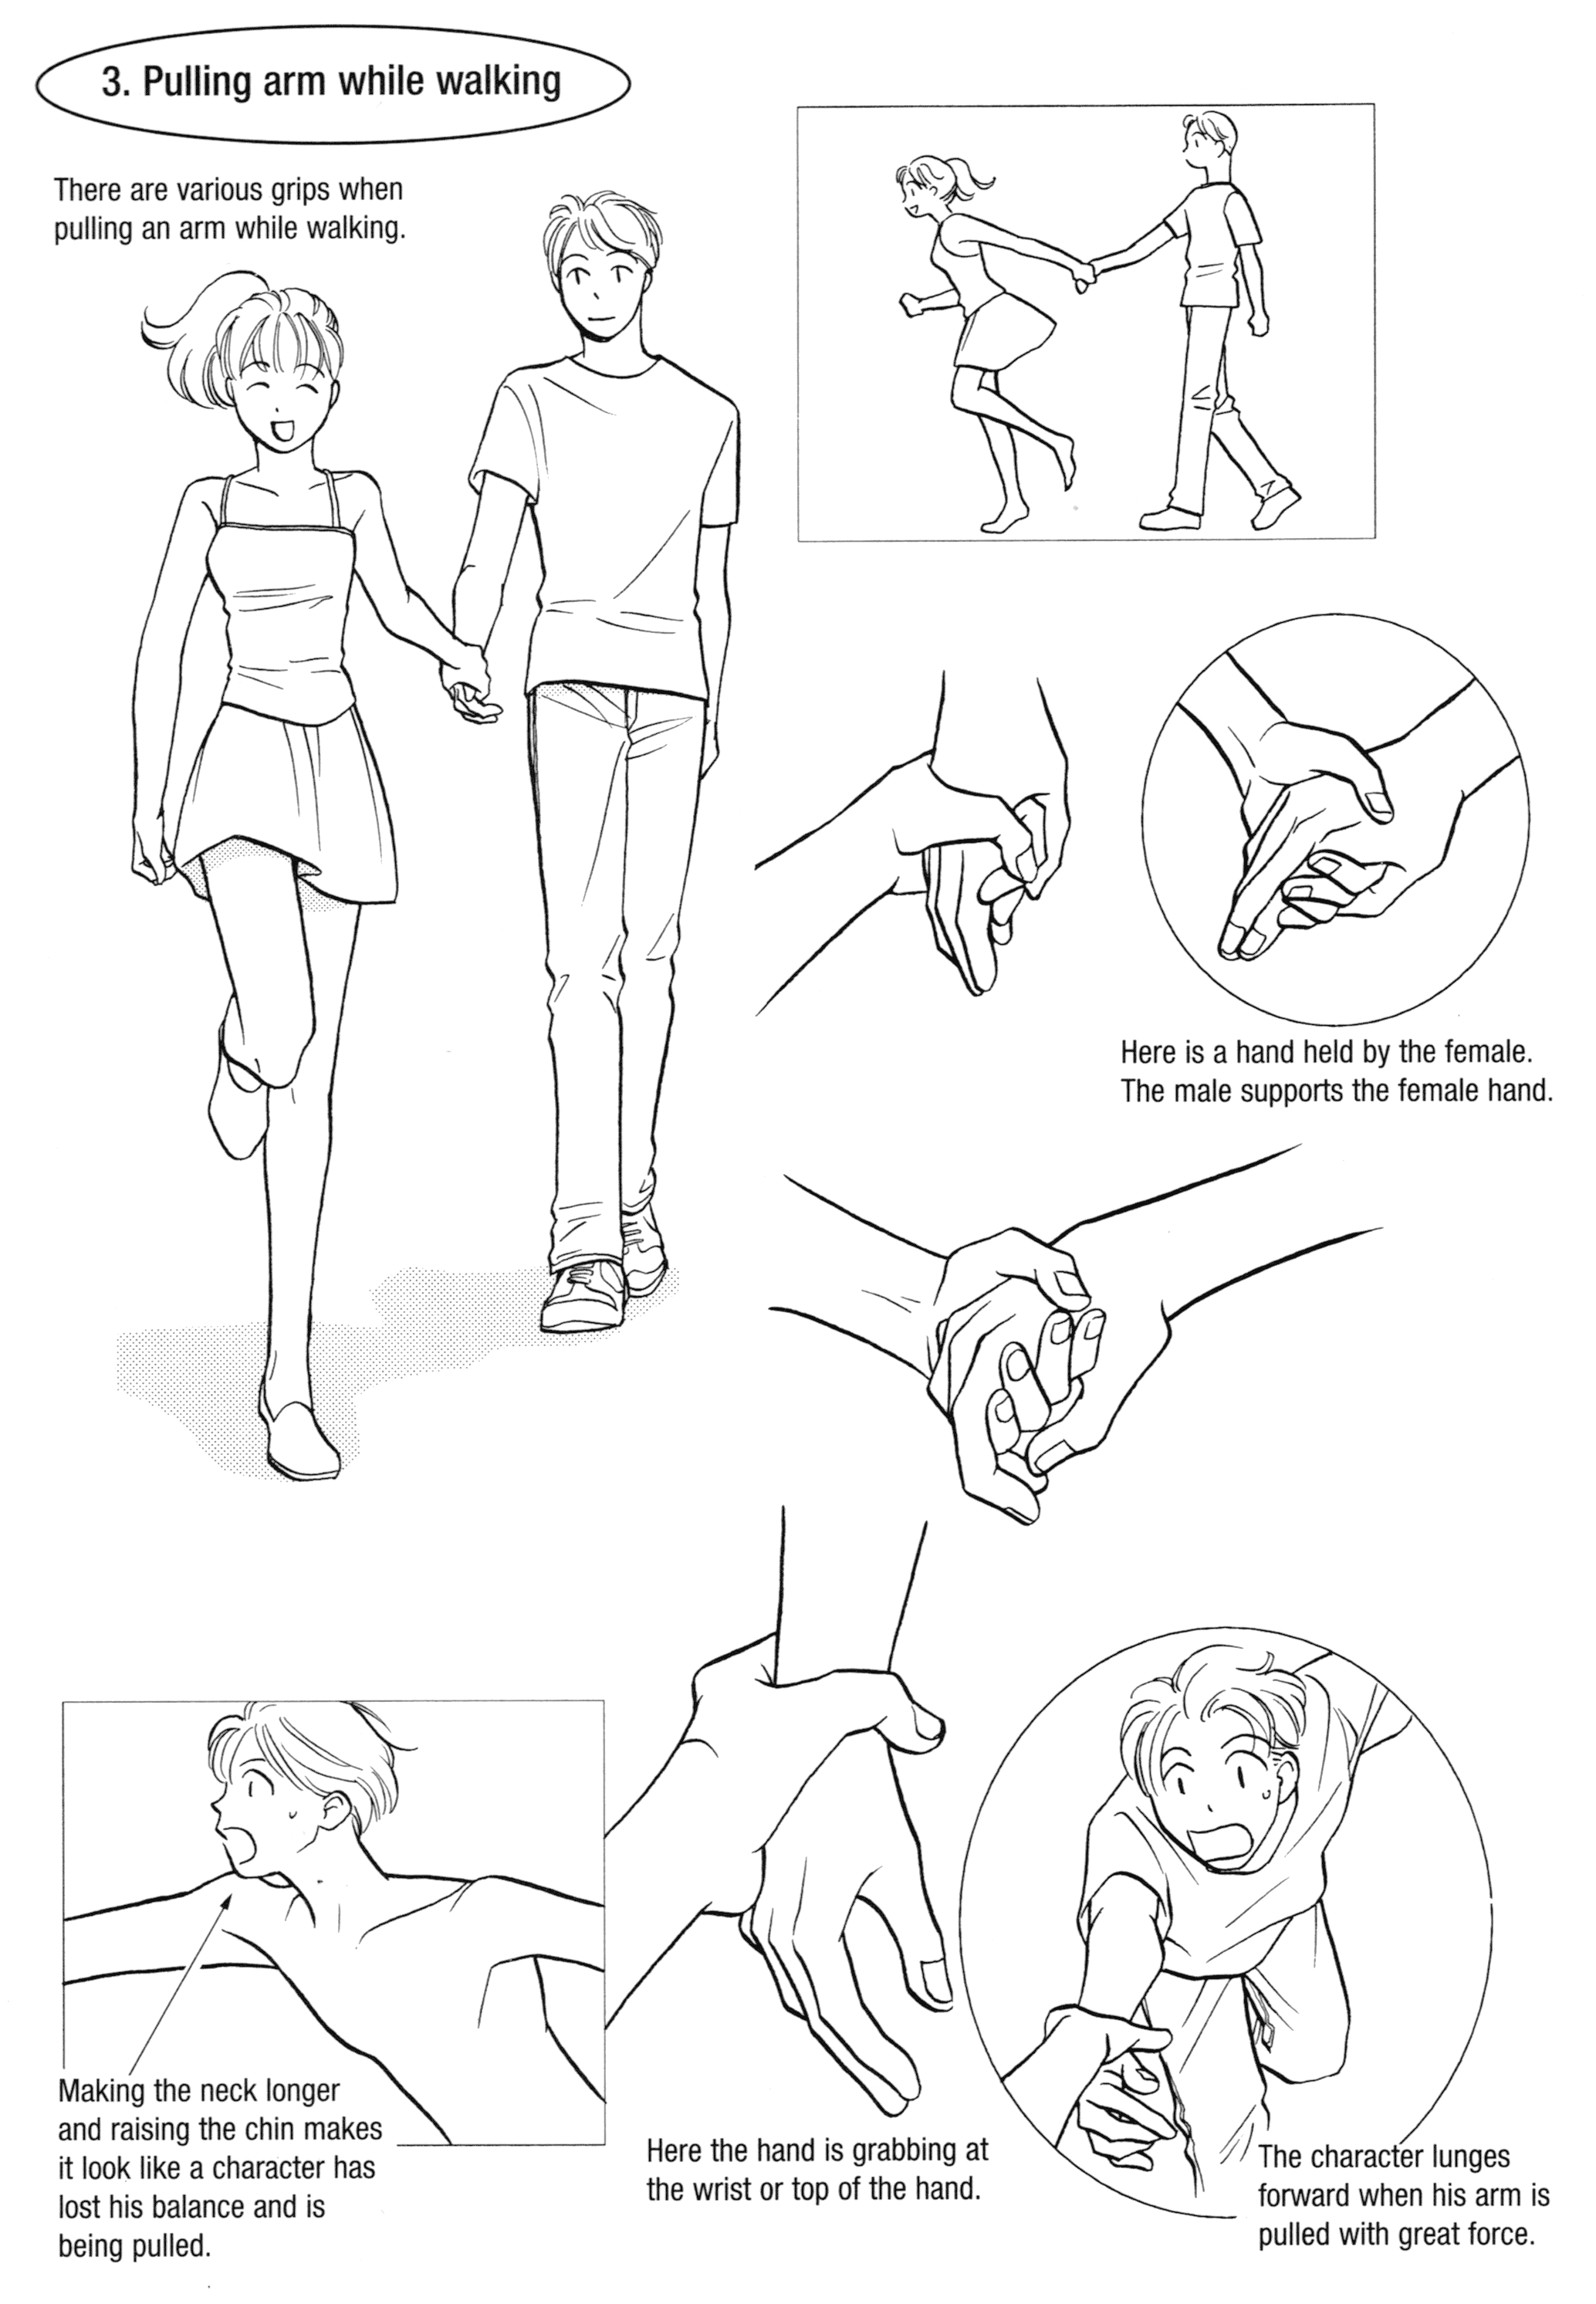 3. Pulling arm while walking
There are various grips when
pulling an arm while walking.
Here is a hand held by the female.
The male supports the female hand.
Making the neck longer
and raising the chin makes
it look like a character has
lost his balance and is
being pulled.
Here the hand is grabbing at
the wrist or top of the hand.
The character lunges
forward when his arm is
pulled with great force.